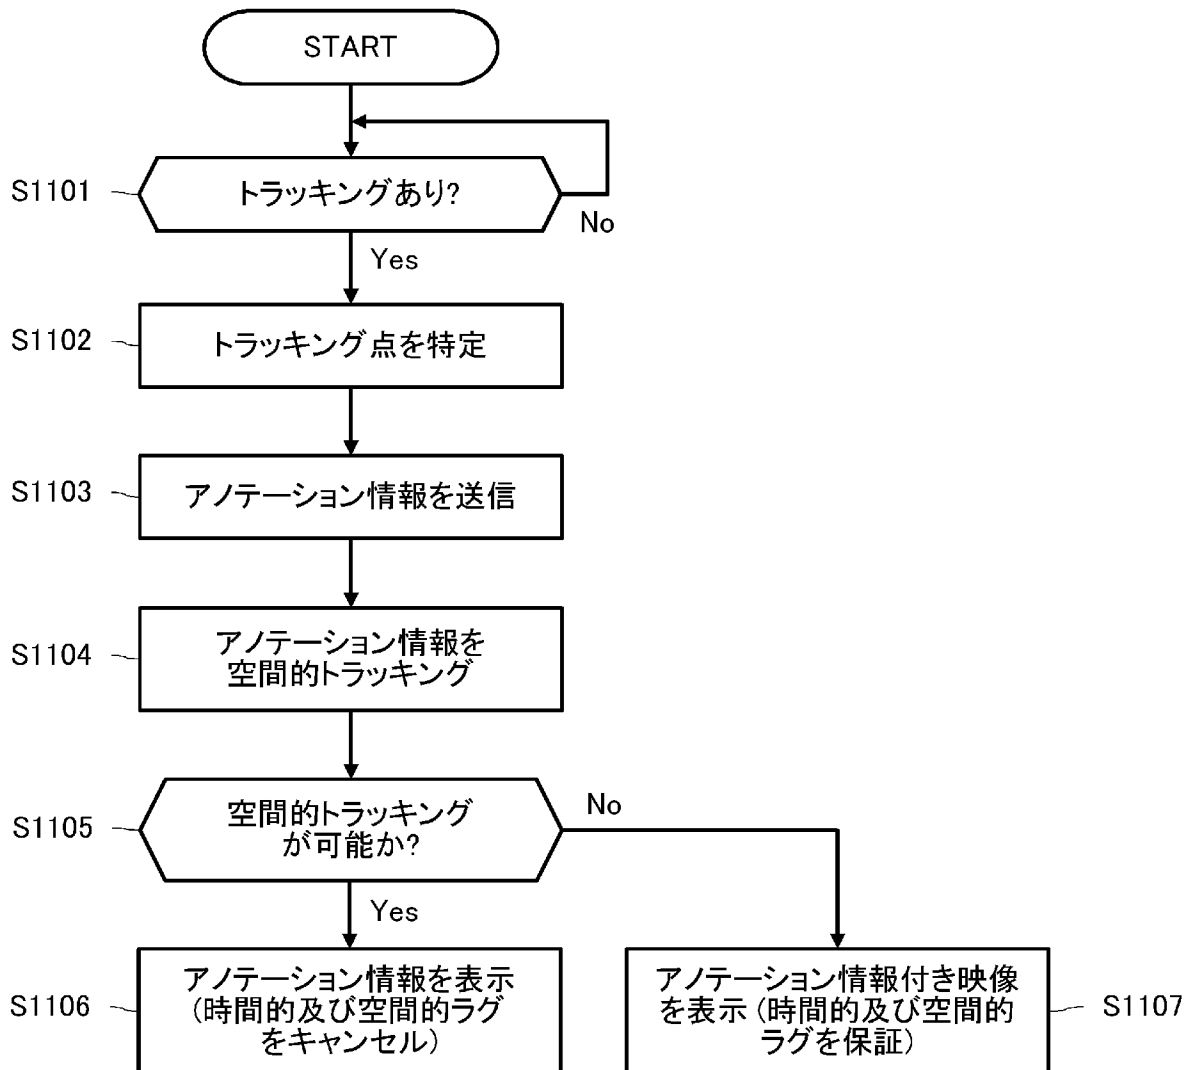 START
S1101
トラッキングあり?
No
Yes
S1102
トラッキング点を特定
S1103
アノテーション情報を送信
S1104
アノテーション情報を
空間的トラッキング
S1105
空間的トラッキング
が可能か?
No
Yes
S1106
アノテーション情報を表示
(時間的及び空間的ラグ
をキャンセル)
アノテーション情報付き映像
を表示(時間的及び空間的
ラグを保証)
S1107